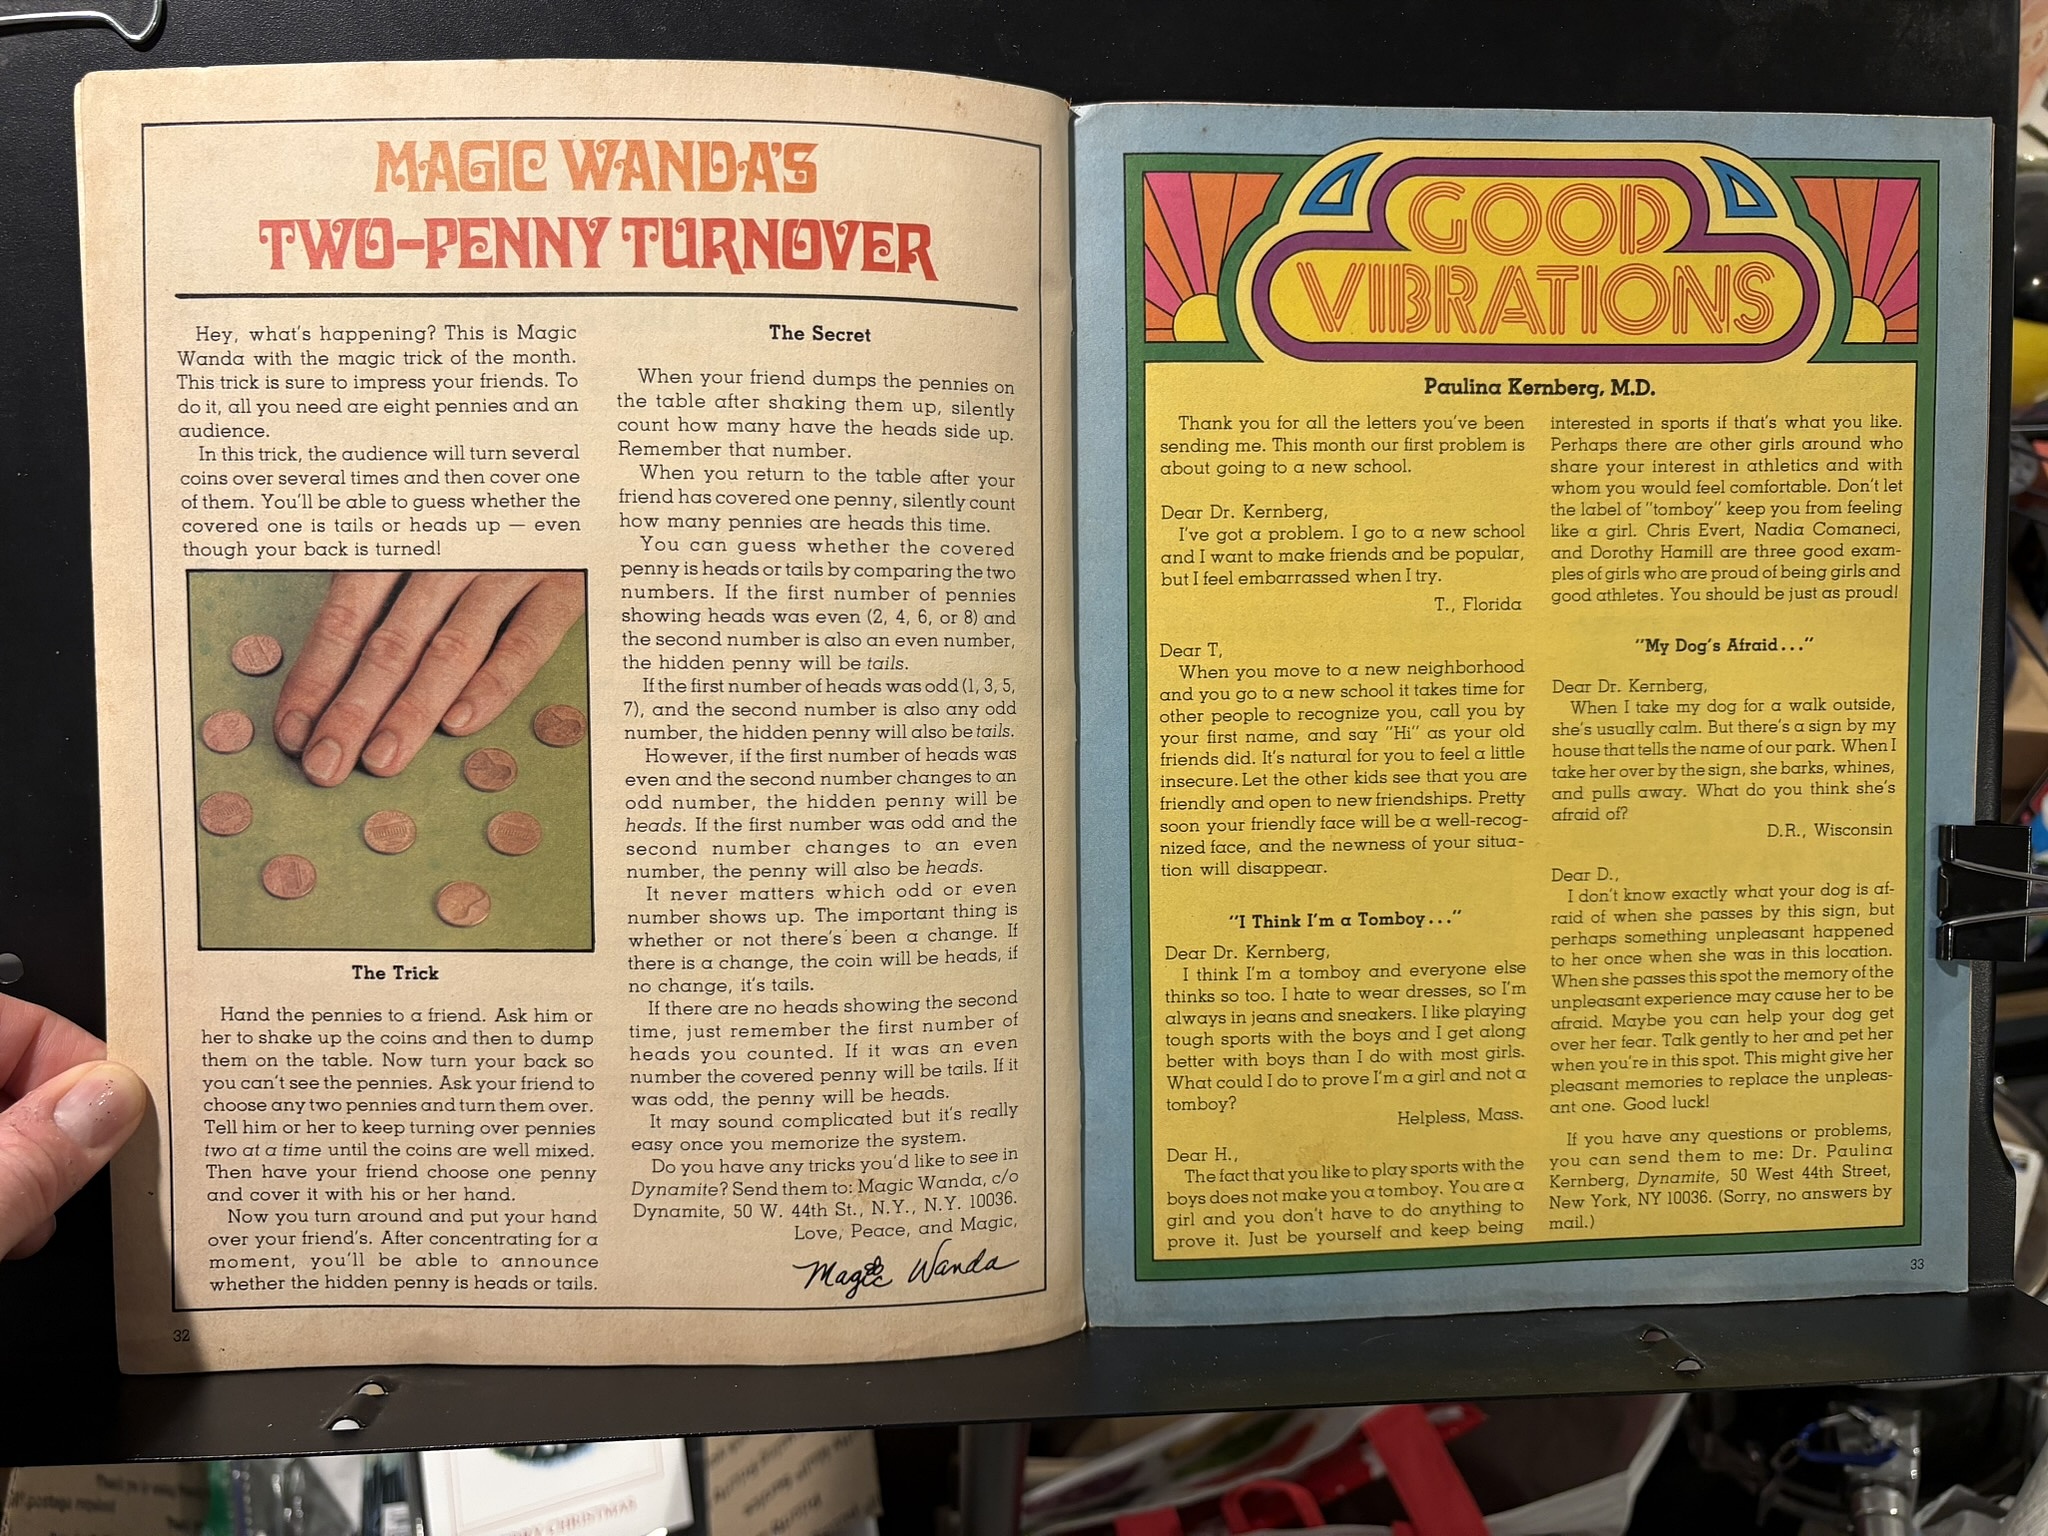 MAGIC WANDA'S
TWO-PENNY TURNOVER
Hey, what's happening? This is Magic
Wanda with the magic trick of the month.
This trick is sure to impress your friends. To
do it, all you need are eight pennies and an
audience.
In this trick, the audience will turn several
coins over several times and then cover one
of them. You'll be able to guess whether the
covered one is tails or heads up — even
though your back is turned!
The Trick
Hand the pennies to a friend. Ask him or
her to shake up the coins and then to dump
them on the table. Now turn your back so
you can't see the pennies. Ask your friend to
choose any two pennies and turn them over.
Tell him or her to keep turning over pennies
two at a time until the coins are well mixed.
Then have your friend choose one penny
and cover it with his or her hand.
Now you turn around and put your hand
over your friend's. After concentrating for a
moment, you'll be able to announce
whether the hidden penny is heads or tails.
The Secret
When your friend dumps the pennies on
the table after shaking them up, silently
count how many have the heads side up.
Remember that number.
When you return to the table after your
friend has covered one penny, silently count
how many pennies are heads this time.
You can guess whether the covered
penny is heads or tails by comparing the two
numbers. If the first number of pennies
showing heads was even (2, 4, 6, or 8) and
the second number is also an even number,
the hidden penny will be tails.
If the first number of heads was odd (1, 3, 5,
7), and the second number is also any odd
number, the hidden penny will also be tails.
However, if the first number of heads was
even and the second number changes to an
odd number, the hidden penny will be
heads. If the first number was odd and the
second number changes to an even
number, the penny will also be heads.
It never matters which odd or even
number shows up. The important thing is
whether or not there's been a change. If
there is a change, the coin will be heads, if
no change, it's tails.
If there are no heads showing the second
time, just remember the first number of
heads you counted. If it was an even
number the covered penny will be tails. If it
was odd, the penny will be heads.
It may sound complicated but it's really
easy once you memorize the system.
Do you have any tricks you'd like to see in
Dynamite? Send them to: Magic Wanda, c/o
Dynamite, 50 W. 44th St., N.Y., N.Y. 10036.
Love, Peace, and Magic,
Magic Wanda
32
GOOD
VIBRATIONS
Paulina Kernberg, M.D.
Thank you for all the letters you've been
sending me. This month our first problem is
about going to a new school.
Dear Dr. Kernberg,
I've got a problem. I go to a new school
and I want to make friends and be popular,
but I feel embarrassed when I try.
T., Florida
Dear T,
When you move to a new neighborhood
and you go to a new school it takes time for
other people to recognize you, call you by
your first name, and say "Hi" as your old
friends did. It's natural for you to feel a little
insecure. Let the other kids see that you are
friendly and open to new friendships. Pretty
soon your friendly face will be a well-recog-
nized face, and the newness of your situa-
tion will disappear.
"I Think I'm a Tomboy..."
Dear Dr. Kernberg,
I think I'm a tomboy and everyone else
thinks so too. I hate to wear dresses, so I'm
always in jeans and sneakers. I like playing
tough sports with the boys and I get along
better with boys than I do with most girls.
What could I do to prove I'm a girl and not a
tomboy?
Helpless, Mass.
Dear H.,
The fact that you like to play sports with the
boys does not make you a tomboy. You are a
girl and you don't have to do anything to
prove it. Just be yourself and keep being
interested in sports if that's what you like.
Perhaps there are other girls around who
share your interest in athletics and with
whom you would feel comfortable. Don't let
the label of "tomboy" keep you from feeling
like a girl. Chris Evert, Nadia Comaneci,
and Dorothy Hamill are three good exam-
ples of girls who are proud of being girls and
good athletes. You should be just as proud!
"My Dog's Afraid..."
Dear Dr. Kernberg,
When I take my dog for a walk outside,
she's usually calm. But there's a sign by my
house that tells the name of our park. When I
take her over by the sign, she barks, whines,
and pulls away. What do you think she's
afraid of?
D.R., Wisconsin
Dear D.,
I don't know exactly what your dog is af-
raid of when she passes by this sign, but
perhaps something unpleasant happened
to her once when she was in this location.
When she passes this spot the memory of the
unpleasant experience may cause her to be
afraid. Maybe you can help your dog get
over her fear. Talk gently to her and pet her
when you're in this spot. This might give her
pleasant memories to replace the unpleas-
ant one. Good luck!
If you have any questions or problems,
you can send them to me: Dr. Paulina
Kernberg, Dynamite, 50 West 44th Street,
New York, NY 10036. (Sorry, no answers by
mail.)
33
CHRISTMAS